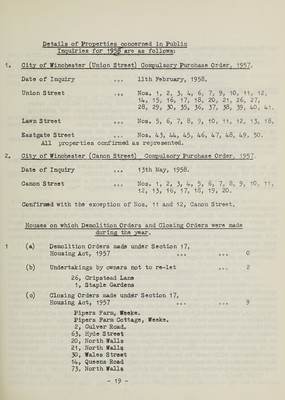 Details of Properties concerned in Public
Inquiries for 1958 are as follows:
1. City of Winchester (Union Street) Compulsory Purchase Order, 1957.
Date of Inquiry ... 11th February, 1958.
Union Street ... Nos. 1, 2, 3, 4, 6, 7, 9, 10, 11, 12,
14, 15, 16, 17, 18, 20, 21, 26, 27,
28, 29, 30, 35, 36, 37, 38, 39, 40, 41.
Lawn Street ... Nos. 5, 6, 7, 8, 9, 10, 11, 12, 13, 18.
Eastgate Street ... Nos. 43, 44, 45, 46, 47, 48, 49, 50.
All properties confirmed as represented.
2. City of Winchester (Canon Street) Compulsory Purchase Order, 1957.
Date of Inquiry ... 13th May, 1958.
Canon Street ... Nos. 1, 2, 3, 4, 5, 6, 7, 8, 9, 10, 11,
12, 13, 16, 17, 18, 19, 20.
Confirmed with the exception of Nos. 11 and 12, Canon Street.
Houses on which Demolition Orders and Closing Orders were made
during the year.
1 (a) Demolition Orders made under Section 17,
Housing Act, 1957 ... ... 0
(b) Undertakings by owners not to re-let ... 2
26, Gripstead Lane
1, Staple Gardens
(c) Closing Orders made under Section 17,
Housing Act, 1957 ... ... 9
Pipers Farm, Weeke.
Pipers Farm Cottage, Weeke.
2, Culver Road.
63, Hyde Street
20, North Walls
21, North Walls
30, Wales Street
14, Queens Road
73, North Walls
- 19 -